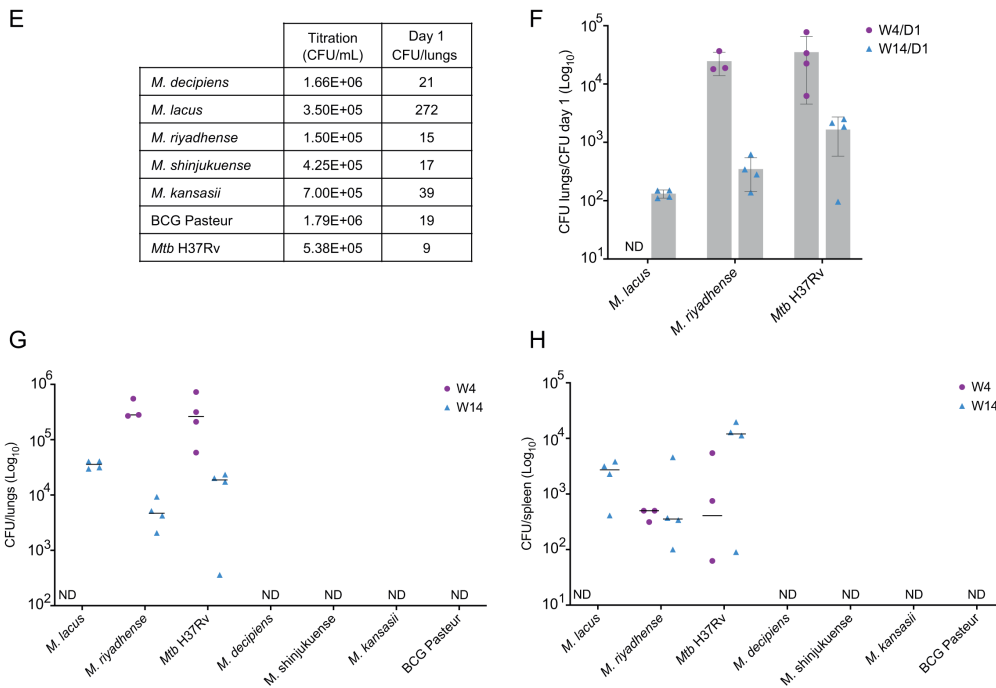 E
Titration (CFU/mL) Day 1 CFU/lungs
M. decipiens 1.66E+06 21
M. lacus 3.50E+05 272
M. riyadhense 1.50E+05 15
M. shinjukuense 4.25E+05 17
M. kansasii 7.00E+05 39
BCG Pasteur 1.79E+06 19
Mtb H37Rv 5.38E+05 9
F
CFU lungs/CFU day 1 (Log10)
10^5
10^4
10^3
10^2
10^1
ND
M. lacus
M. riyadhense
Mtb H37Rv
W4/D1
W14/D1
G
CFU/lungs (Log10)
10^6
10^5
10^4
10^3
10^2
ND ND ND ND ND
M. lacus
M. riyadhense
Mtb H37Rv
M. decipiens
M. shinjukuense
M. kansasii
BCG Pasteur
W4
W14
H
CFU/spleen (Log10)
10^5
10^4
10^3
10^2
10^1
ND ND ND ND ND
M. lacus
M. riyadhense
Mtb H37Rv
M. decipiens
M. shinjukuense
M. kansasii
BCG Pasteur
W4
W14